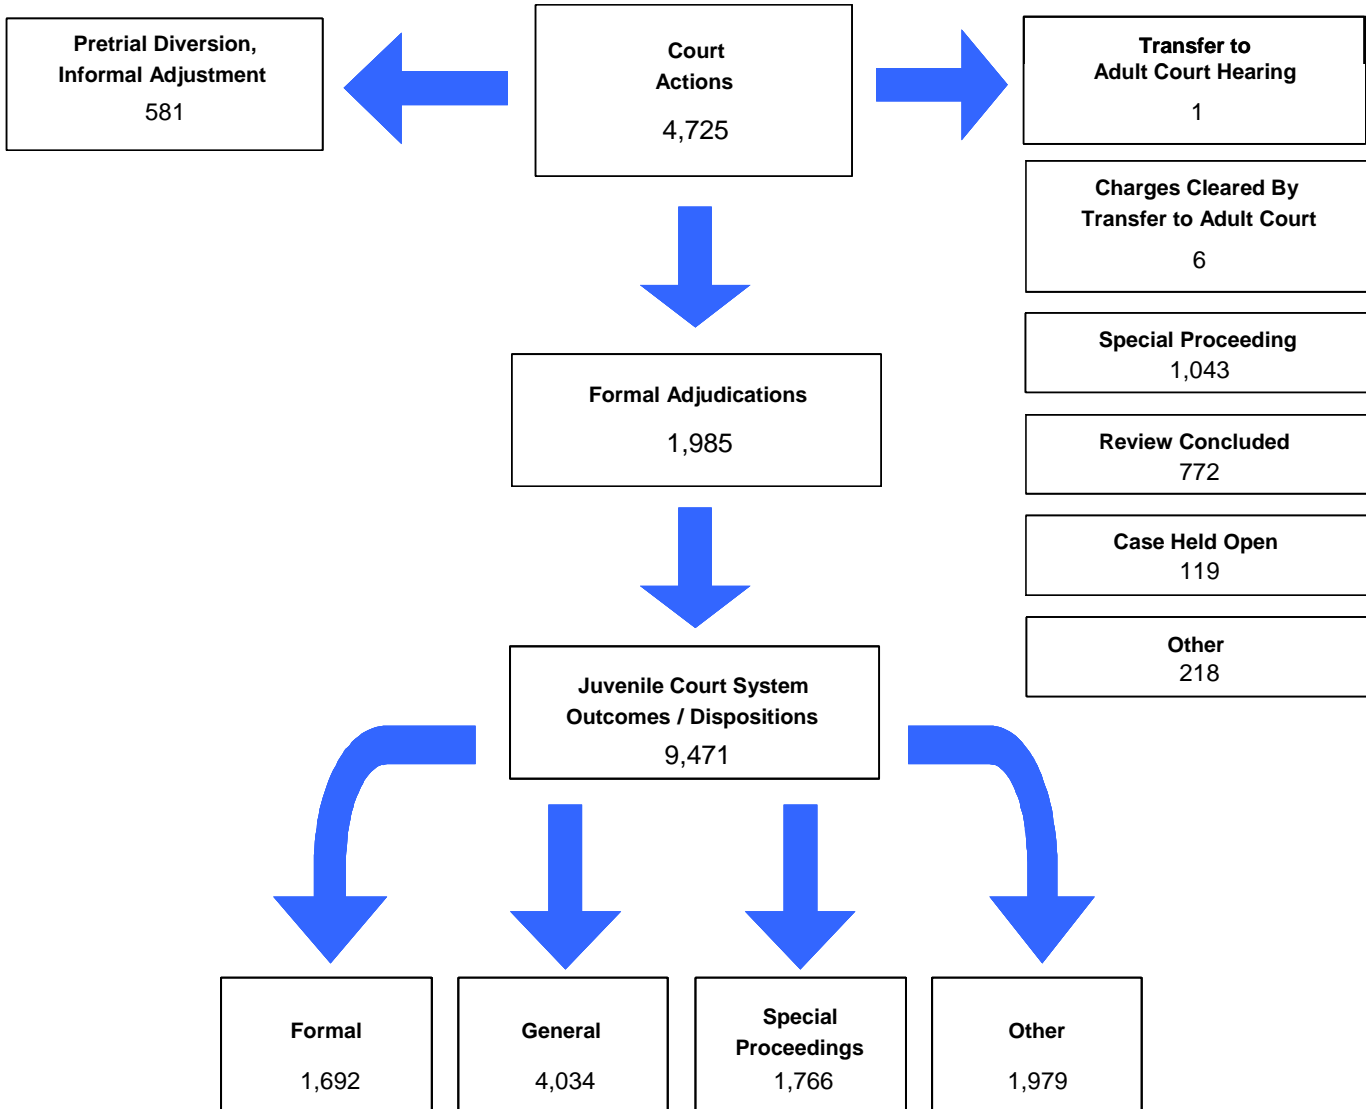 Pretrial Diversion,
Informal Adjustment
581
Court
Actions
4,725
Transfer to
Adult Court Hearing
1
Charges Cleared By
Transfer to Adult Court
6
Special Proceeding
1,043
Review Concluded
772
Case Held Open
119
Other
218
Formal Adjudications
1,985
Juvenile Court System
Outcomes / Dispositions
9,471
Formal
1,692
General
4,034
Special
Proceedings
1,766
Other
1,979